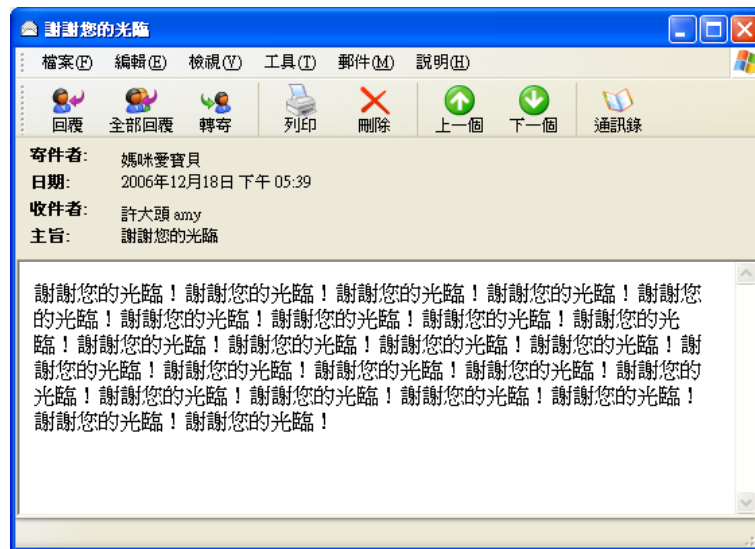 謝謝您的光臨
檔案(F) 編輯(E) 檢視(V) 工具(T) 郵件(M) 說明(H)
回覆 全部回覆 轉寄 列印 刪除 上一個 下一個 通訊錄
寄件者: 媽咪愛寶貝
日期: 2006年12月18日 下午 05:39
收件者: 許大頭 amy
主旨: 謝謝您的光臨
謝謝您的光臨！謝謝您的光臨！謝謝您的光臨！謝謝您的光臨！謝謝您
的光臨！謝謝您的光臨！謝謝您的光臨！謝謝您的光臨！謝謝您的光
臨！謝謝您的光臨！謝謝您的光臨！謝謝您的光臨！謝謝您的光臨！謝
謝您的光臨！謝謝您的光臨！謝謝您的光臨！謝謝您的光臨！謝謝您的
光臨！謝謝您的光臨！謝謝您的光臨！謝謝您的光臨！謝謝您的光臨！
謝謝您的光臨！謝謝您的光臨！